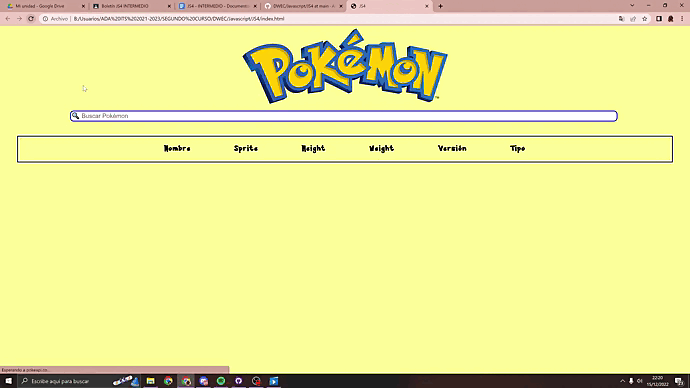 Mi unidad - Google Drive
Boletín JS4 INTERMEDIO
JS4 - INTERMEDIO - Documento
DWEC/Javascript/JS4 at main · A
JS4
Archivo
B:/Usuarios/ADA%20ITS%202021-2023/SEGUNDO%20CURSO/DWEC/Javascript/JS4/index.html
POKéMON
TM
Buscar Pokémon
Nombre Sprite Height Weight Versión Tipo
Esperando a pokeapi.co...
Escribe aquí para buscar
22:20
15/12/2022